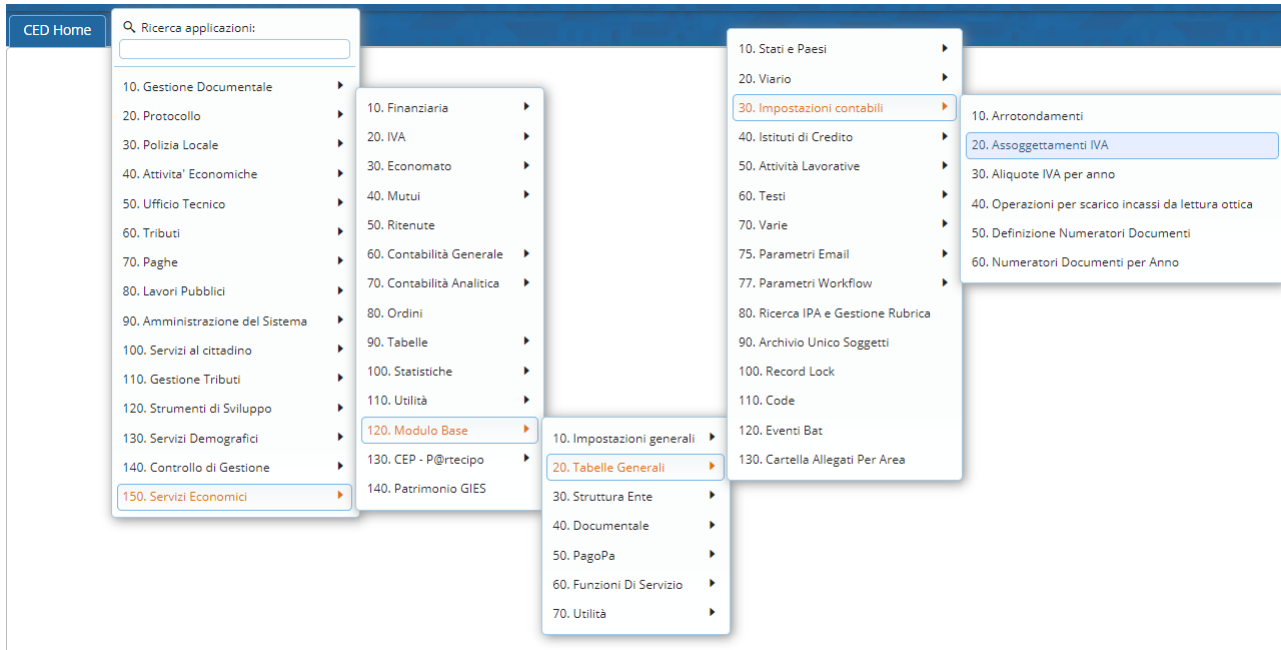 CED Home
Ricerca applicazioni:
10. Gestione Documentale
20. Protocollo
30. Polizia Locale
40. Attivita' Economiche
50. Ufficio Tecnico
60. Tributi
70. Paghe
80. Lavori Pubblici
90. Amministrazione del Sistema
100. Servizi al cittadino
110. Gestione Tributi
120. Strumenti di Sviluppo
130. Servizi Demografici
140. Controllo di Gestione
150. Servizi Economici
10. Finanziaria
20. IVA
30. Economato
40. Mutui
50. Ritenute
60. Contabilità Generale
70. Contabilità Analitica
80. Ordini
90. Tabelle
100. Statistiche
110. Utilità
120. Modulo Base
130. CEP - P@rtecipo
140. Patrimonio GIES
10. Impostazioni generali
20. Tabelle Generali
30. Struttura Ente
40. Documentale
50. PagoPa
60. Funzioni Di Servizio
70. Utilità
10. Stati e Paesi
20. Viario
30. Impostazioni contabili
40. Istituti di Credito
50. Attività Lavorative
60. Testi
70. Varie
75. Parametri Email
77. Parametri Workflow
80. Ricerca IPA e Gestione Rubrica
90. Archivio Unico Soggetti
100. Record Lock
110. Code
120. Eventi Bat
130. Cartella Allegati Per Area
10. Arrotondamenti
20. Assoggettamenti IVA
30. Aliquote IVA per anno
40. Operazioni per scarico incassi da lettura ottica
50. Definizione Numeratori Documenti
60. Numeratori Documenti per Anno